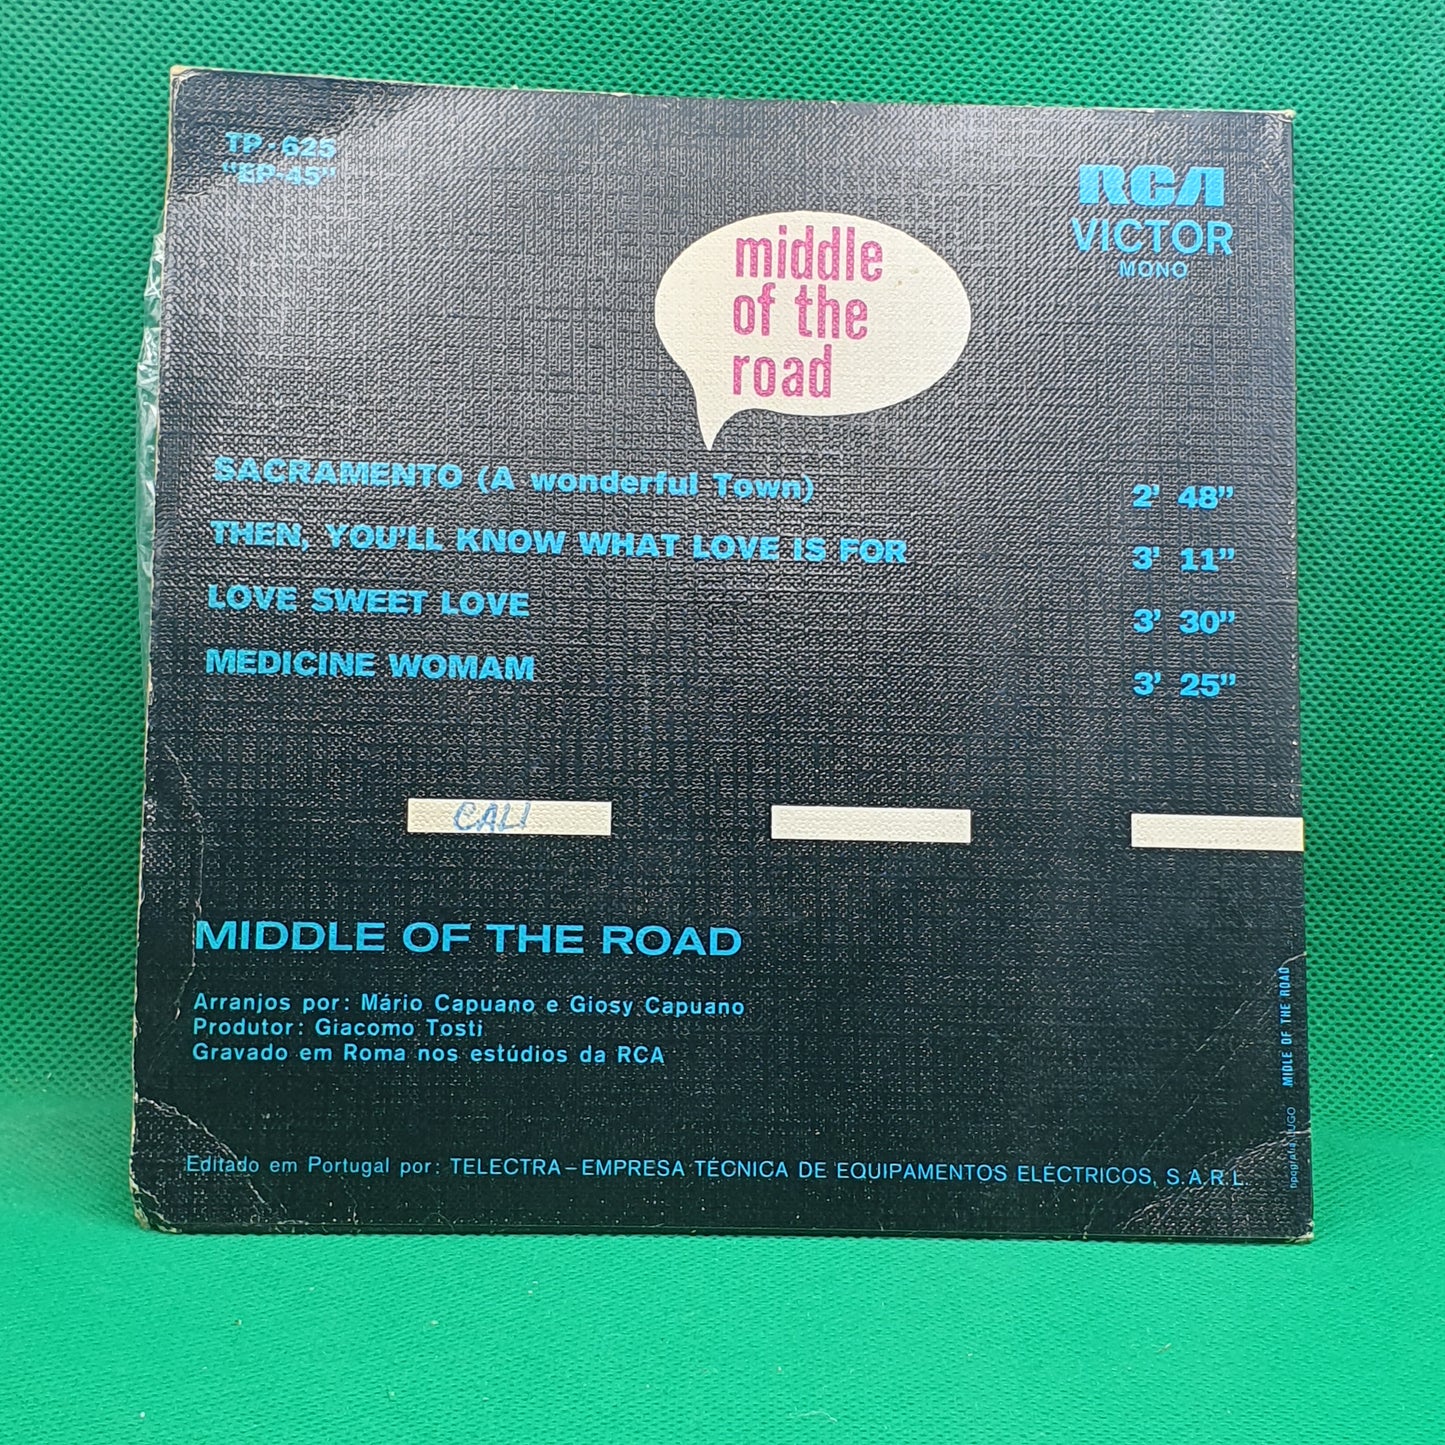 TP - 625
"EP-45"
RCA
VICTOR
MONO
middle
of the
road
SACRAMENTO (A wonderful Town) 2' 48"
THEN, YOU'LL KNOW WHAT LOVE IS FOR 3' 11"
LOVE SWEET LOVE 3' 30"
MEDICINE WOMAM 3' 25"
CALI
MIDDLE OF THE ROAD
Arranjos por: Mário Capuano e Giosy Capuano
Produtor: Giacomo Tosti
Gravado em Roma nos estúdios da RCA
Editado em Portugal por: TELECTRA – EMPRESA TÉCNICA DE EQUIPAMENTOS ELÉCTRICOS, S.A.R.L.
MIDLE OF THE ROAD